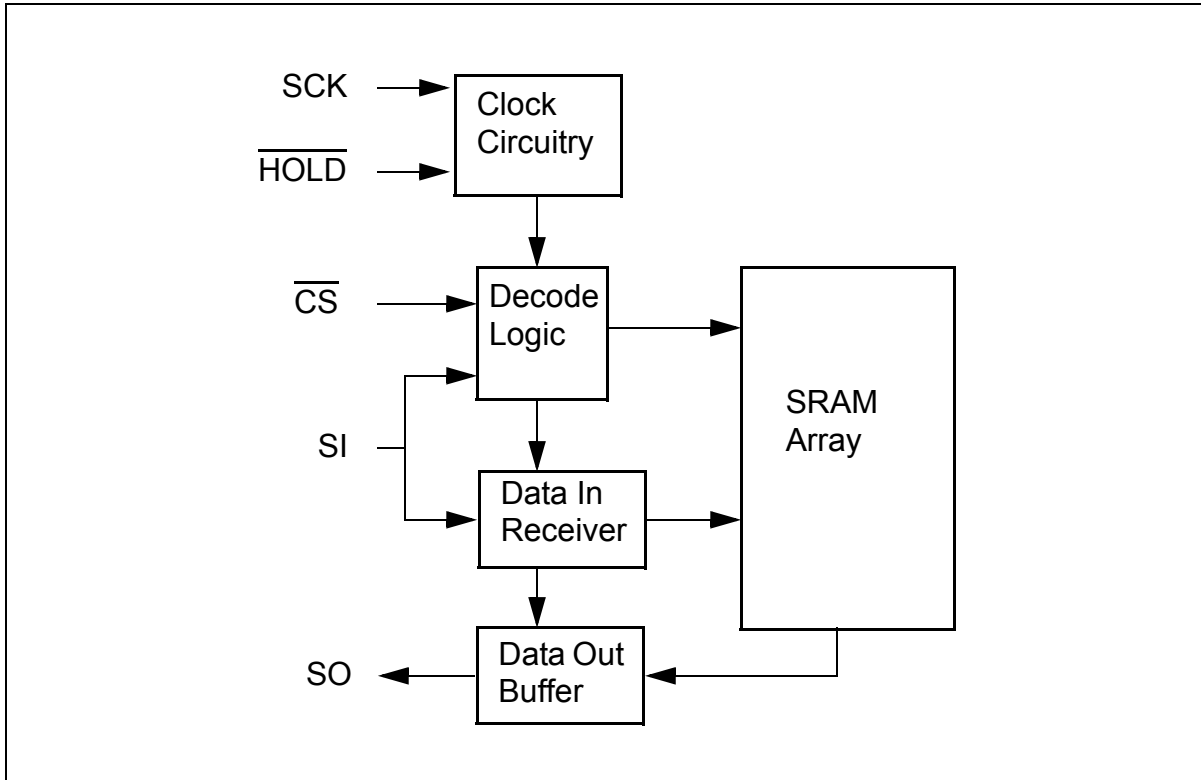 SCK
Clock
Circuitry
HOLD
CS
Decode
Logic
SRAM
Array
SI
Data In
Receiver
SO
Data Out
Buffer